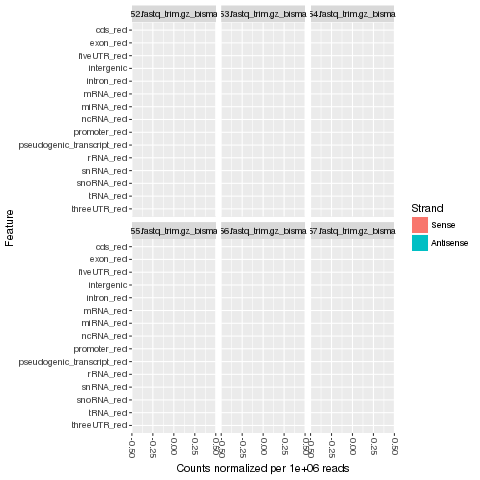 52.fastq_trim.gz_bisma 53.fastq_trim.gz_bisma 54.fastq_trim.gz_bisma
cds_red
exon_red
fiveUTR_red
intergenic
intron_red
mRNA_red
miRNA_red
ncRNA_red
promoter_red
pseudogenic_transcript_red
rRNA_red
snRNA_red
snoRNA_red
tRNA_red
threeUTR_red
Feature
Strand
Sense
Antisense
55.fastq_trim.gz_bisma 56.fastq_trim.gz_bisma 57.fastq_trim.gz_bisma
cds_red
exon_red
fiveUTR_red
intergenic
intron_red
mRNA_red
miRNA_red
ncRNA_red
promoter_red
pseudogenic_transcript_red
rRNA_red
snRNA_red
snoRNA_red
tRNA_red
threeUTR_red
-0.50 -0.25 0.00 0.25 0.50 -0.50 -0.25 0.00 0.25 0.50 -0.50 -0.25 0.00 0.25 0.50
Counts normalized per 1e+06 reads